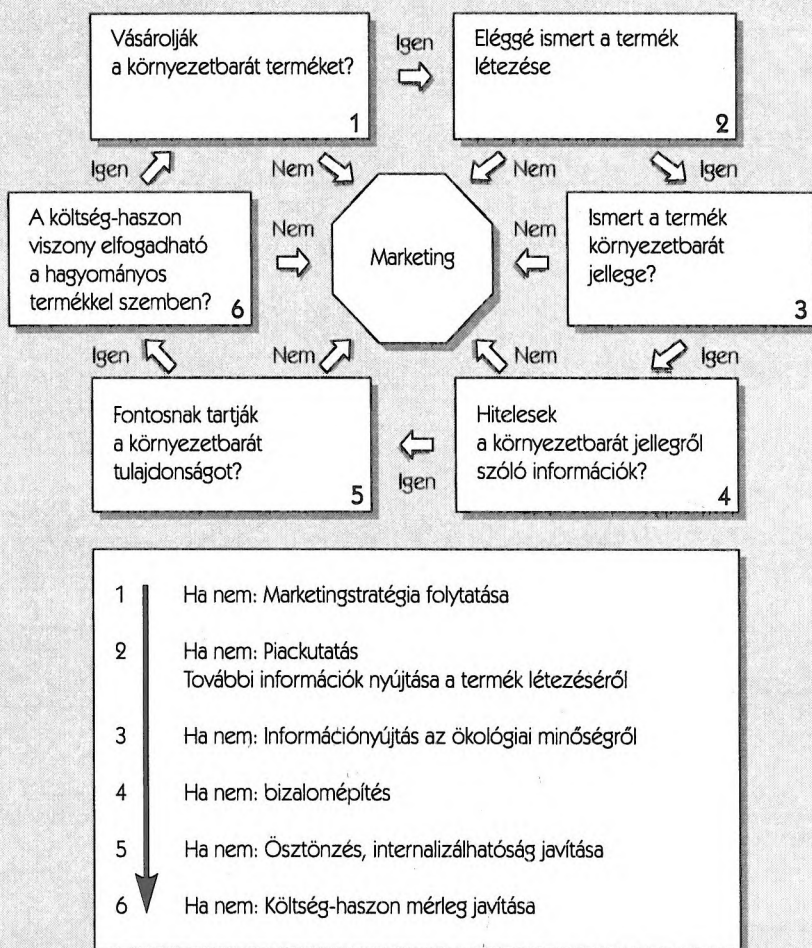 Vásárolják
a környezetbarát terméket?
1
Igen
Eléggé ismert a termék
létezése
2
Igen
Nem
Nem
Igen
A költség-haszon
viszony elfogadható
a hagyományos
termékkel szemben?
6
Nem
Marketing
Nem
Ismert a termék
környezetbarát
jellege?
3
Igen
Nem
Nem
Igen
Fontosnak tartják
a környezetbarát
tulajdonságot?
5
Igen
Hitelesek
a környezetbarát jellegről
szóló információk?
4
1 Ha nem: Marketingstratégia folytatása
2 Ha nem: Piackutatás
További információk nyújtása a termék létezéséről
3 Ha nem: Információnyújtás az ökológiai minőségről
4 Ha nem: bizalomépítés
5 Ha nem: Ösztönzés, internalizálhatóság javítása
6 Ha nem: Költség-haszon mérleg javítása